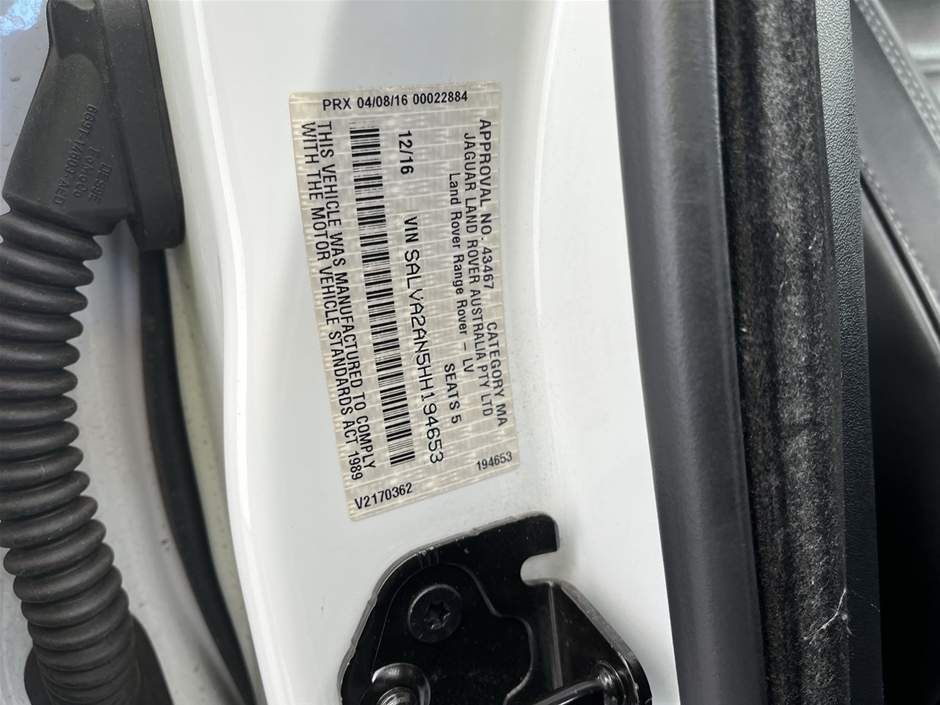 PRX 04/08/16 00022884
APPROVAL NO. 43467 CATEGORY MA
JAGUAR LAND ROVER AUSTRALIA PTY LTD
Land Rover Range Rover - LV
SEATS 5
12/16 VIN SALVA2AN5HH194653
THIS VEHICLE WAS MANUFACTURED TO COMPLY
WITH THE MOTOR VEHICLE STANDARDS ACT 1989
V2170362
194653